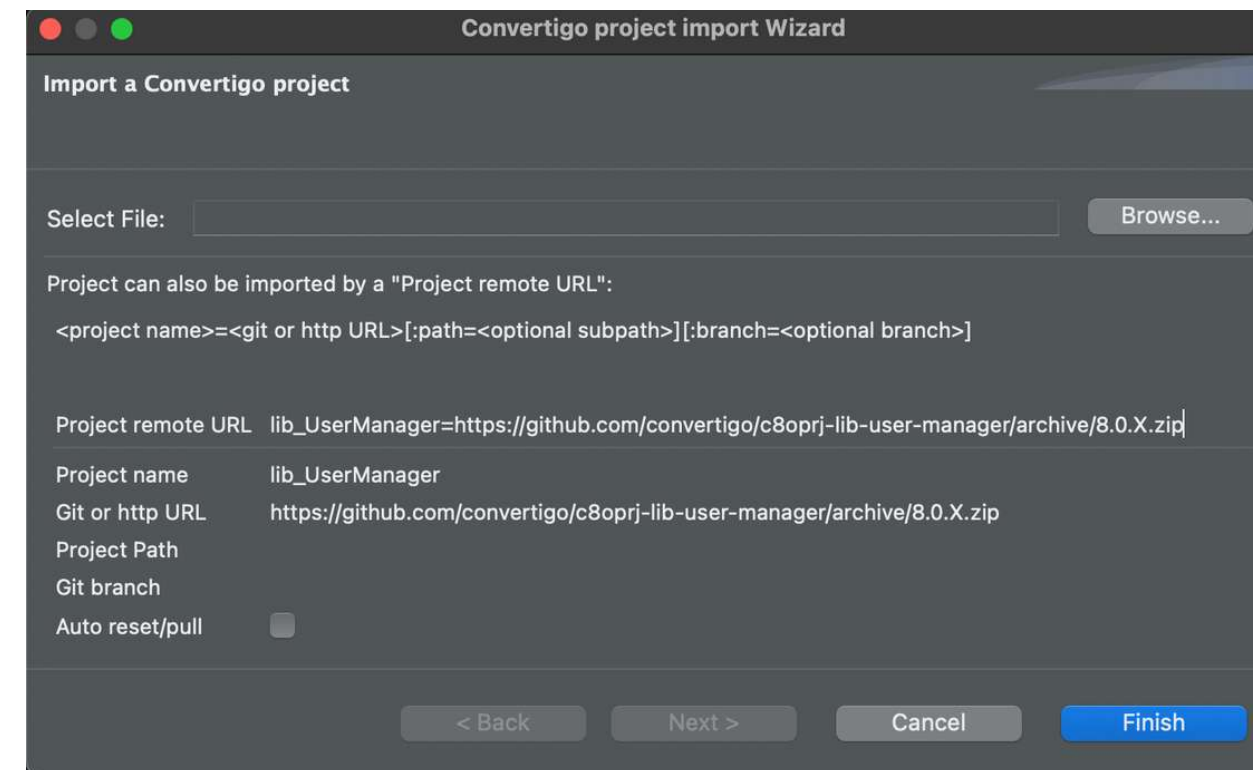 Convertigo project import Wizard
Import a Convertigo project
Select File:
Browse...
Project can also be imported by a "Project remote URL":
<project name>=<git or http URL>[:path=<optional subpath>][:branch=<optional branch>]
Project remote URL lib_UserManager=https://github.com/convertigo/c8oprj-lib-user-manager/archive/8.0.X.zip
Project name lib_UserManager
Git or http URL https://github.com/convertigo/c8oprj-lib-user-manager/archive/8.0.X.zip
Project Path
Git branch
Auto reset/pull
< Back Next > Cancel Finish